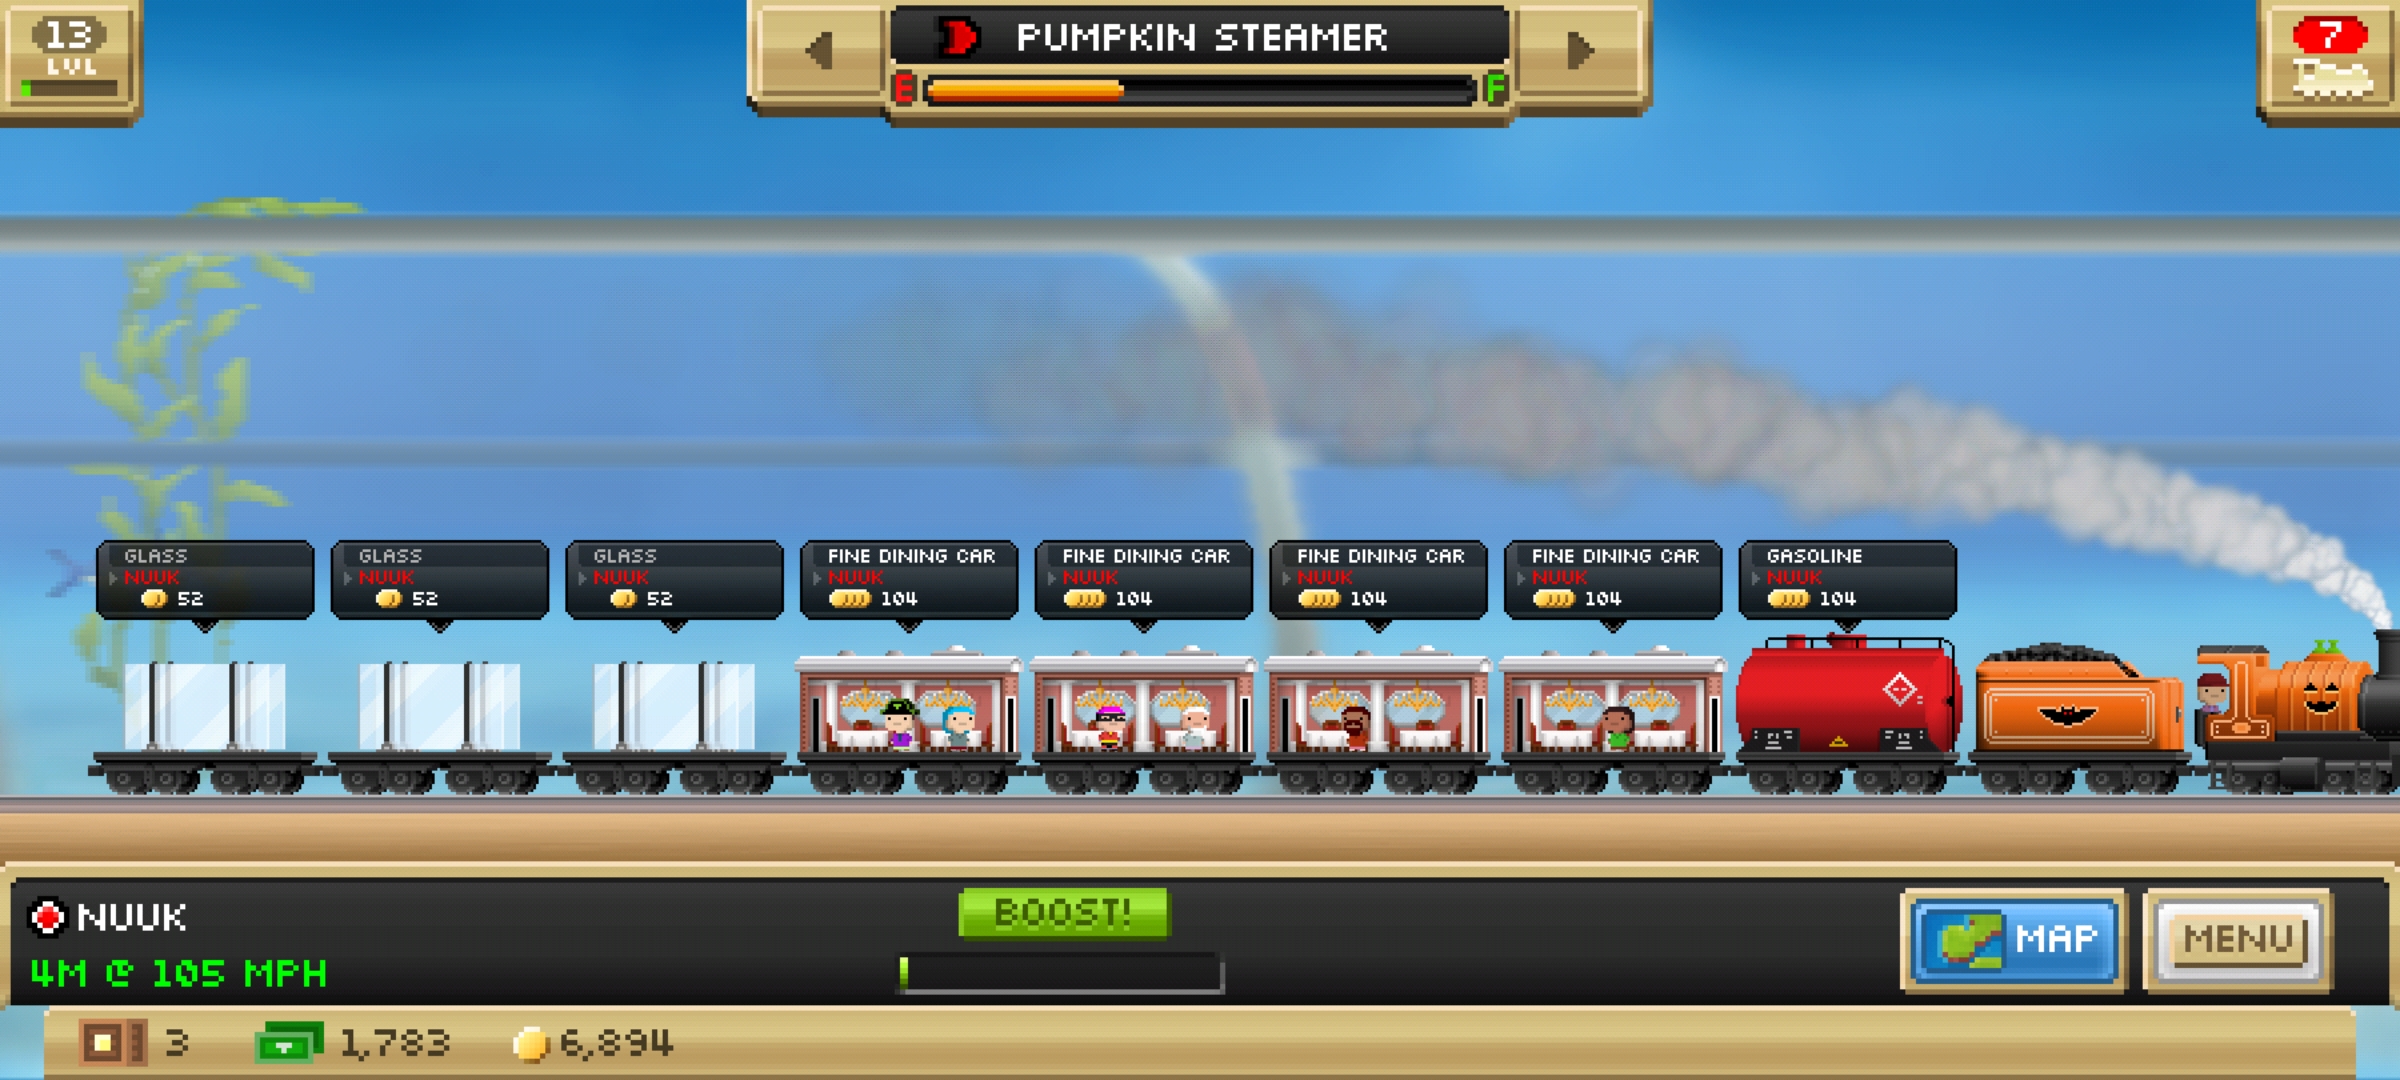 13
LVL
PUMPKIN STEAMER
E F
7
GLASS
NUUK
52
GLASS
NUUK
52
GLASS
NUUK
52
FINE DINING CAR
NUUK
104
FINE DINING CAR
NUUK
104
FINE DINING CAR
NUUK
104
FINE DINING CAR
NUUK
104
GASOLINE
NUUK
104
NUUK
4M @ 105 MPH
BOOST!
MAP
MENU
3 1,783 6,894